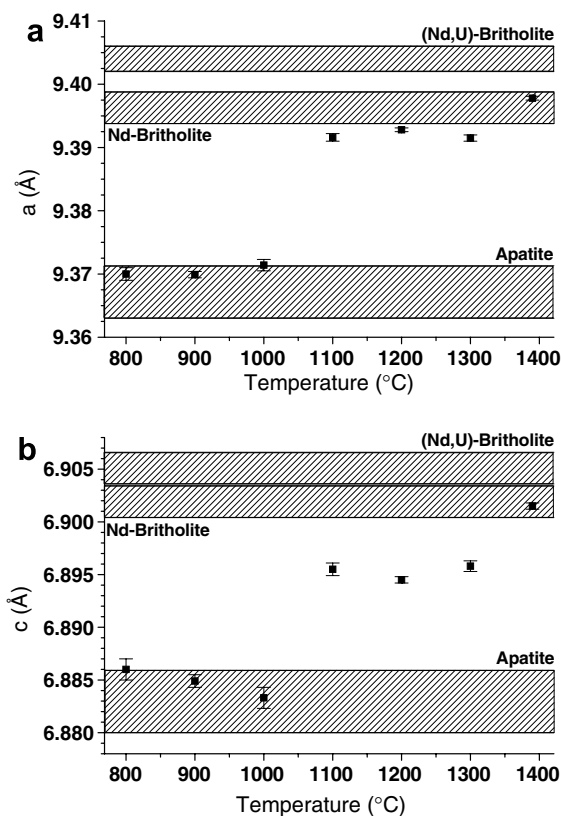 a
9.41
(Nd,U)-Britholite
9.40
9.39
Nd-Britholite
a (Å)
9.38
Apatite
9.37
9.36
800 900 1000 1100 1200 1300 1400
Temperature (°C)
b
(Nd,U)-Britholite
6.905
6.900
Nd-Britholite
6.895
c (Å)
6.890
Apatite
6.885
6.880
800 900 1000 1100 1200 1300 1400
Temperature (°C)